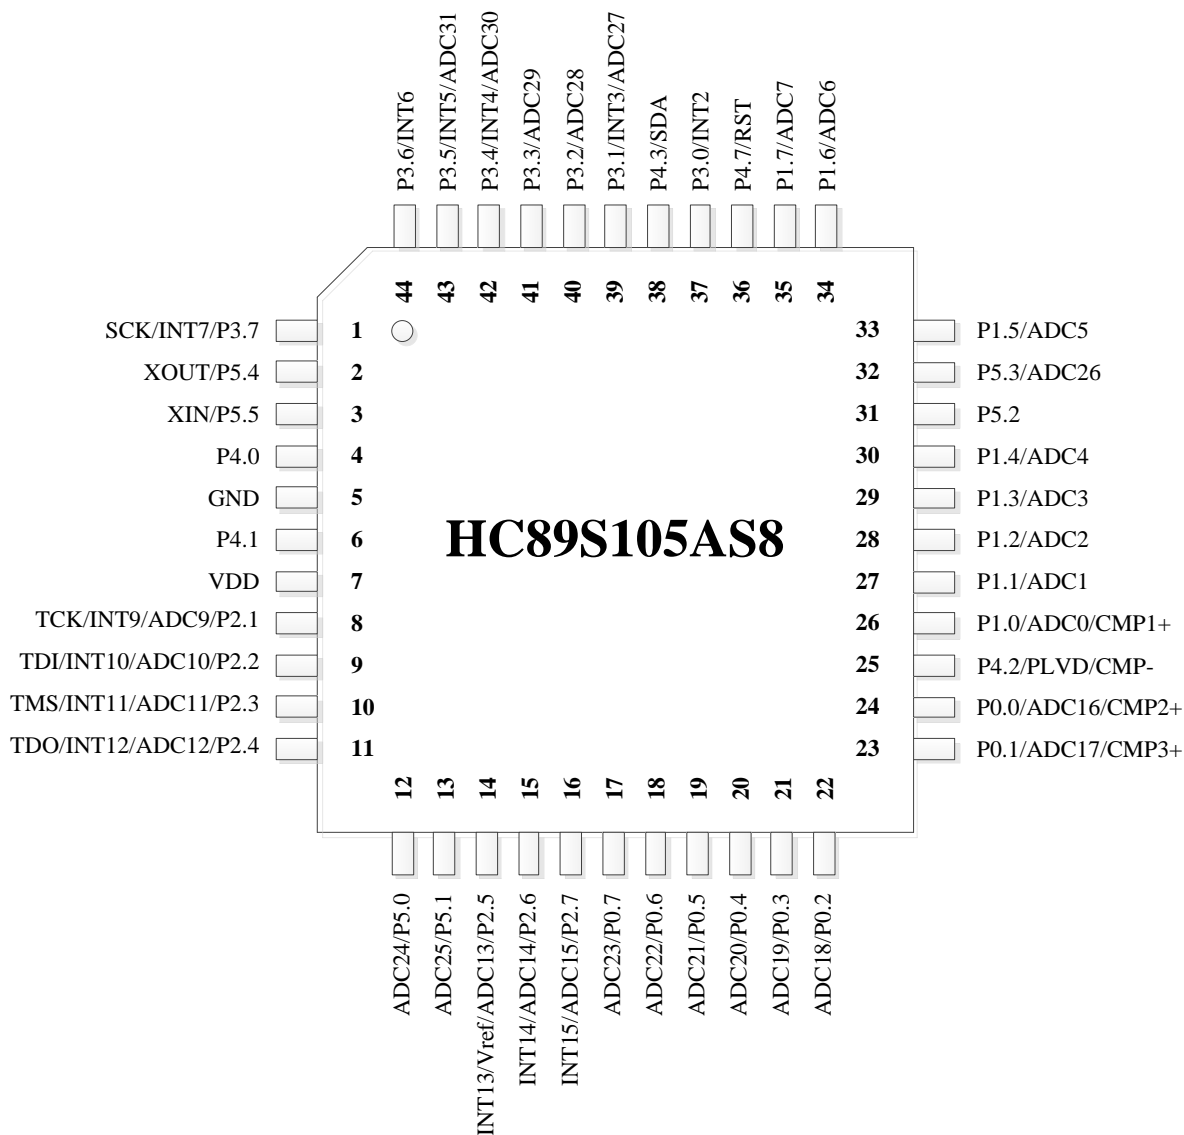 P3.6/INT6
P3.5/INT5/ADC31
P3.4/INT4/ADC30
P3.3/ADC29
P3.2/ADC28
P3.1/INT3/ADC27
P4.3/SDA
P3.0/INT2
P4.7/RST
P1.7/ADC7
P1.6/ADC6
44
43
42
41
40
39
38
37
36
35
34
SCK/INT7/P3.7 1
XOUT/P5.4 2
XIN/P5.5 3
P4.0 4
GND 5
P4.1 6
VDD 7
TCK/INT9/ADC9/P2.1 8
TDI/INT10/ADC10/P2.2 9
TMS/INT11/ADC11/P2.3 10
TDO/INT12/ADC12/P2.4 11
HC89S105AS8
33 P1.5/ADC5
32 P5.3/ADC26
31 P5.2
30 P1.4/ADC4
29 P1.3/ADC3
28 P1.2/ADC2
27 P1.1/ADC1
26 P1.0/ADC0/CMP1+
25 P4.2/PLVD/CMP-
24 P0.0/ADC16/CMP2+
23 P0.1/ADC17/CMP3+
12
13
14
15
16
17
18
19
20
21
22
ADC24/P5.0
ADC25/P5.1
INT13/Vref/ADC13/P2.5
INT14/ADC14/P2.6
INT15/ADC15/P2.7
ADC23/P0.7
ADC22/P0.6
ADC21/P0.5
ADC20/P0.4
ADC19/P0.3
ADC18/P0.2